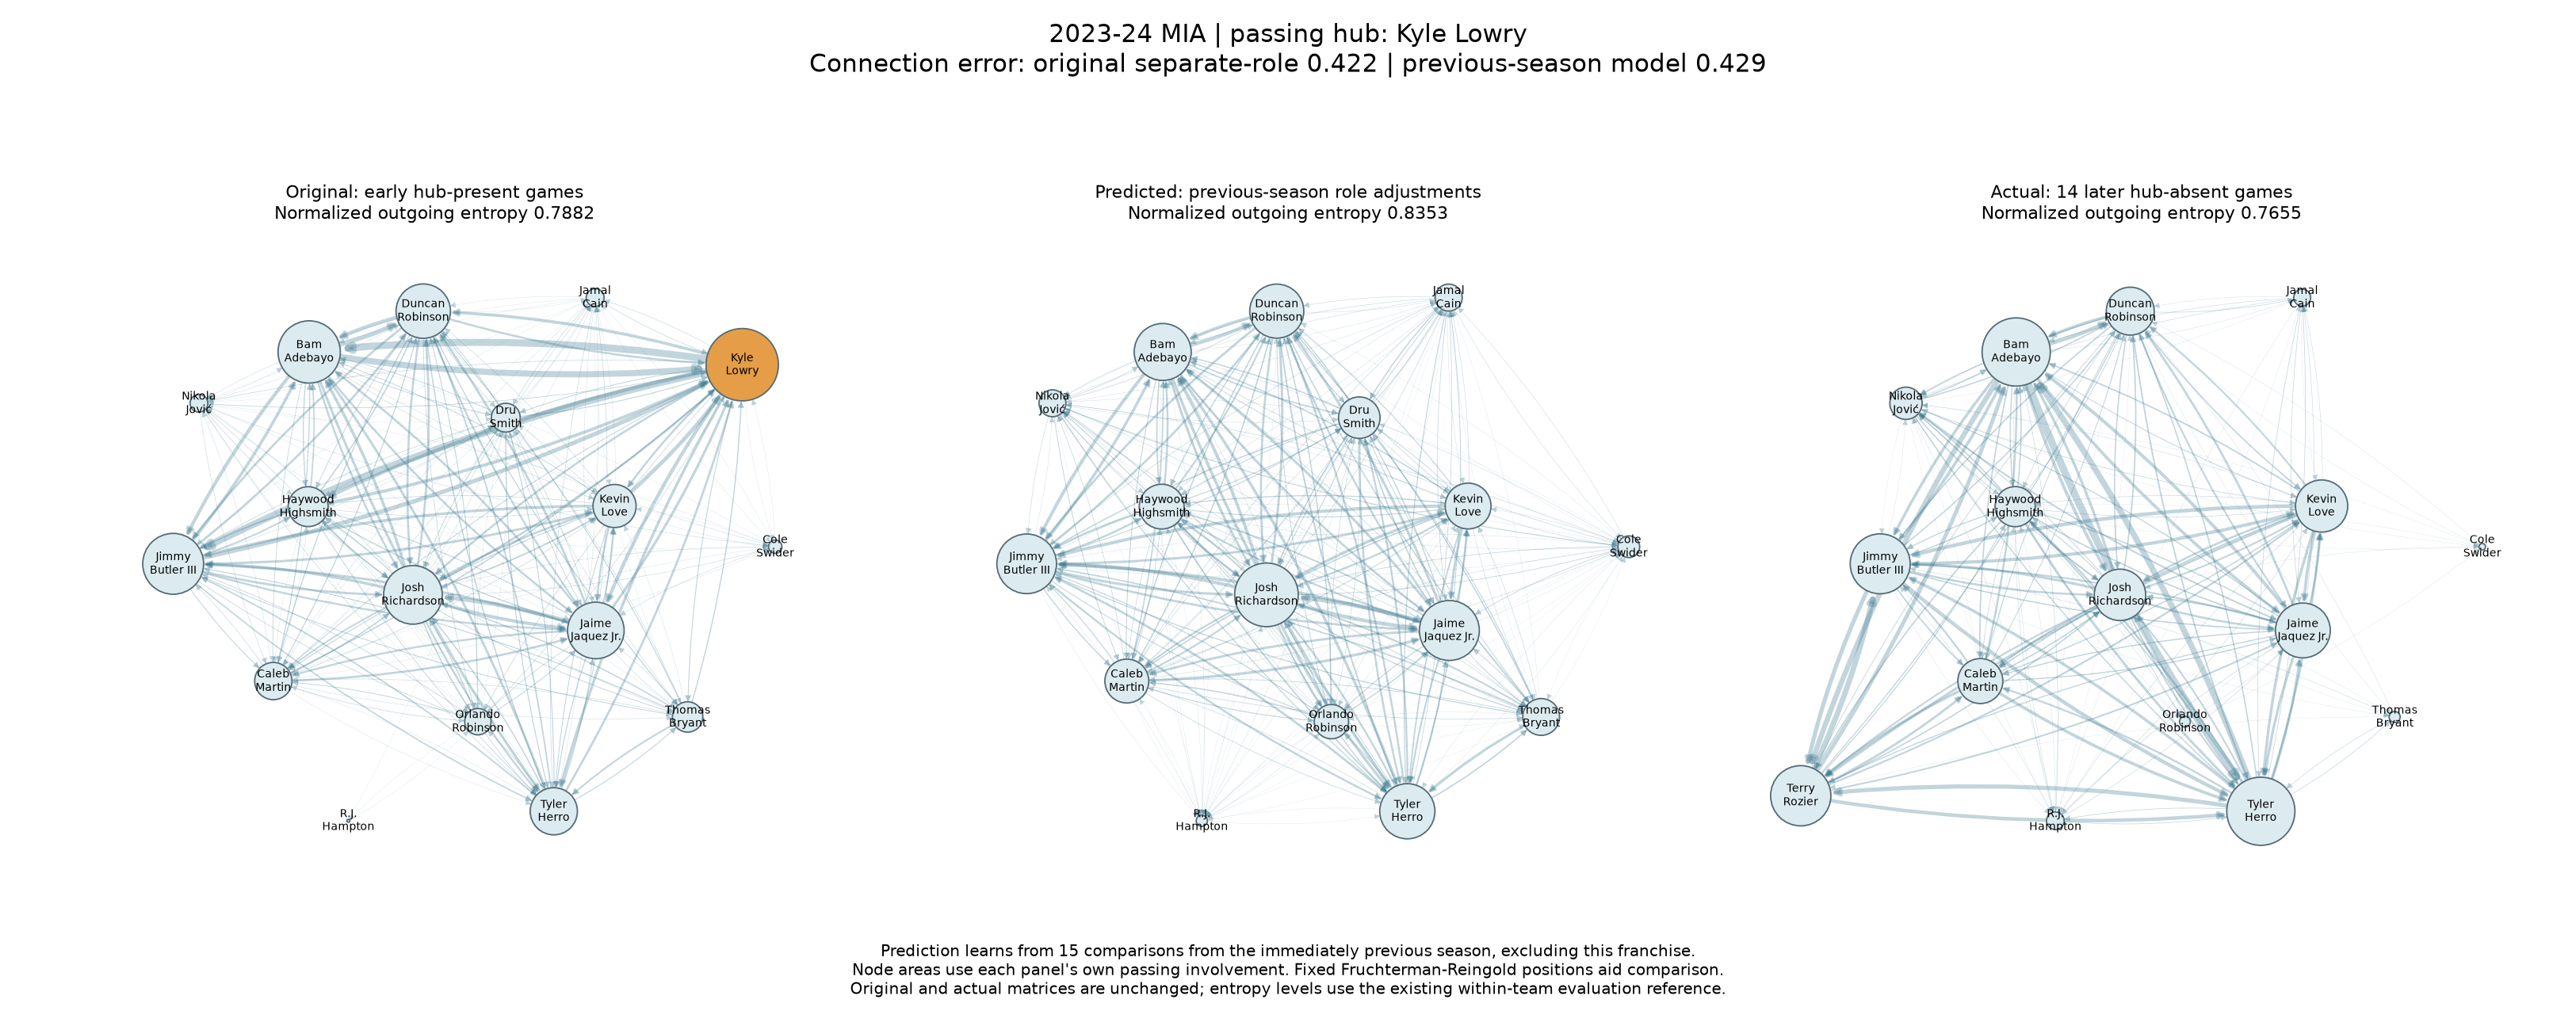 2023-24 MIA | passing hub: Kyle Lowry
Connection error: original separate-role 0.422 | previous-season model 0.429
Original: early hub-present games
Normalized outgoing entropy 0.7882
Jamal
Cain
Duncan
Robinson
Bam
Adebayo
Kyle
Lowry
Nikola
Jović
Dru
Smith
Haywood
Highsmith
Kevin
Love
Cole
Swider
Jimmy
Butler III
Josh
Richardson
Jaime
Jaquez Jr.
Caleb
Martin
Orlando
Robinson
Thomas
Bryant
R.J.
Hampton
Tyler
Herro
Predicted: previous-season role adjustments
Normalized outgoing entropy 0.8353
Jamal
Cain
Duncan
Robinson
Bam
Adebayo
Nikola
Jović
Dru
Smith
Haywood
Highsmith
Kevin
Love
Cole
Swider
Jimmy
Butler III
Josh
Richardson
Jaime
Jaquez Jr.
Caleb
Martin
Orlando
Robinson
Thomas
Bryant
R.J.
Hampton
Tyler
Herro
Actual: 14 later hub-absent games
Normalized outgoing entropy 0.7655
Jamal
Cain
Duncan
Robinson
Bam
Adebayo
Nikola
Jović
Haywood
Highsmith
Kevin
Love
Cole
Swider
Jimmy
Butler III
Josh
Richardson
Jaime
Jaquez Jr.
Caleb
Martin
Orlando
Robinson
Thomas
Bryant
Terry
Rozier
R.J.
Hampton
Tyler
Herro
Prediction learns from 15 comparisons from the immediately previous season, excluding this franchise.
Node areas use each panel's own passing involvement. Fixed Fruchterman-Reingold positions aid comparison.
Original and actual matrices are unchanged; entropy levels use the existing within-team evaluation reference.